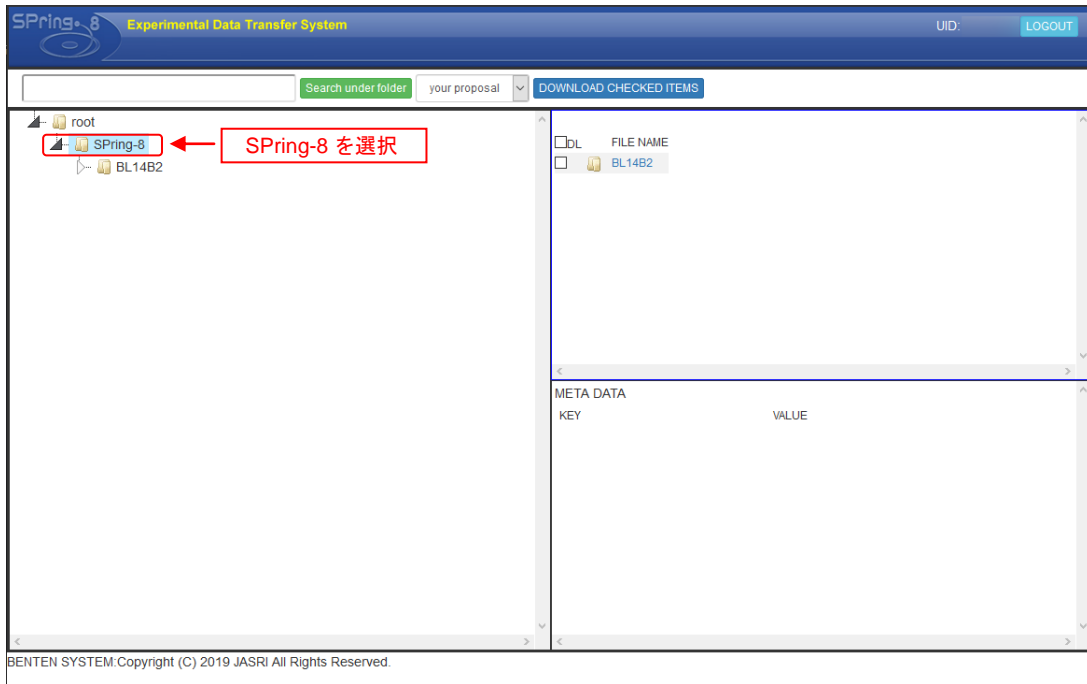 SPring-8 Experimental Data Transfer System UID: LOGOUT
Search under folder your proposal DOWNLOAD CHECKED ITEMS
root
SPring-8 SPring-8 を選択
BL14B2
DL FILE NAME
BL14B2
META DATA
KEY VALUE
BENTEN SYSTEM:Copyright (C) 2019 JASRI All Rights Reserved.